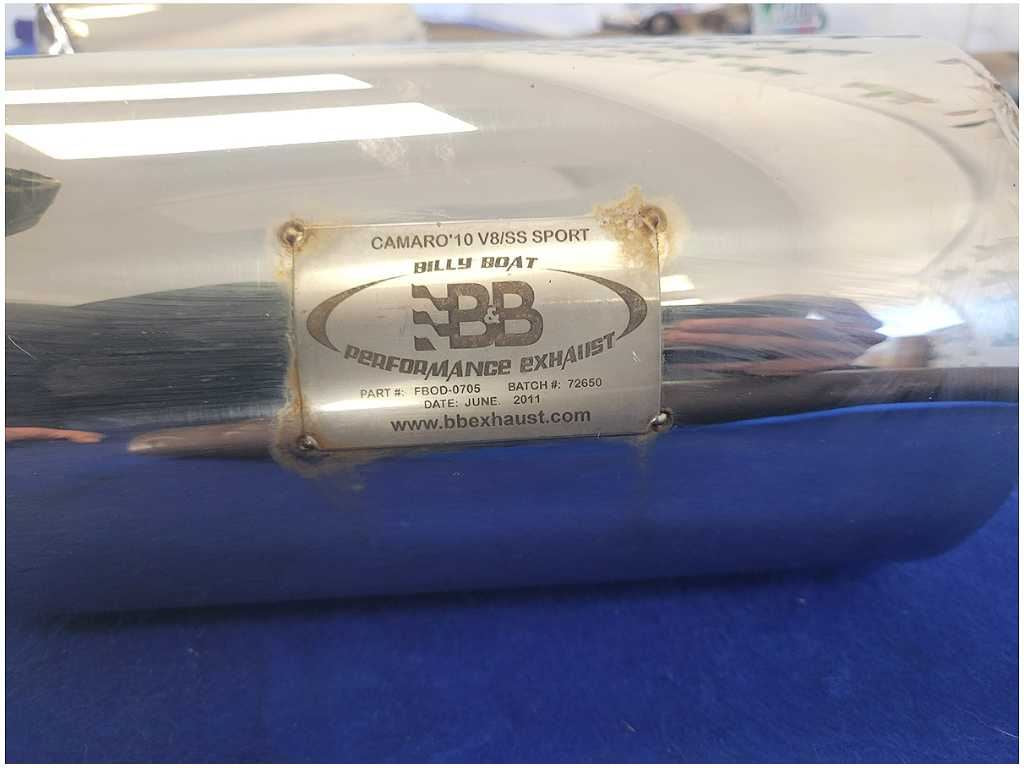 CAMARO'10 V8/SS SPORT
BILLY BOAT
B&B
PERFORMANCE EXHAUST
PART #: FBOD-0705 BATCH #: 72650
DATE: JUNE. 2011
www.bbexhaust.com